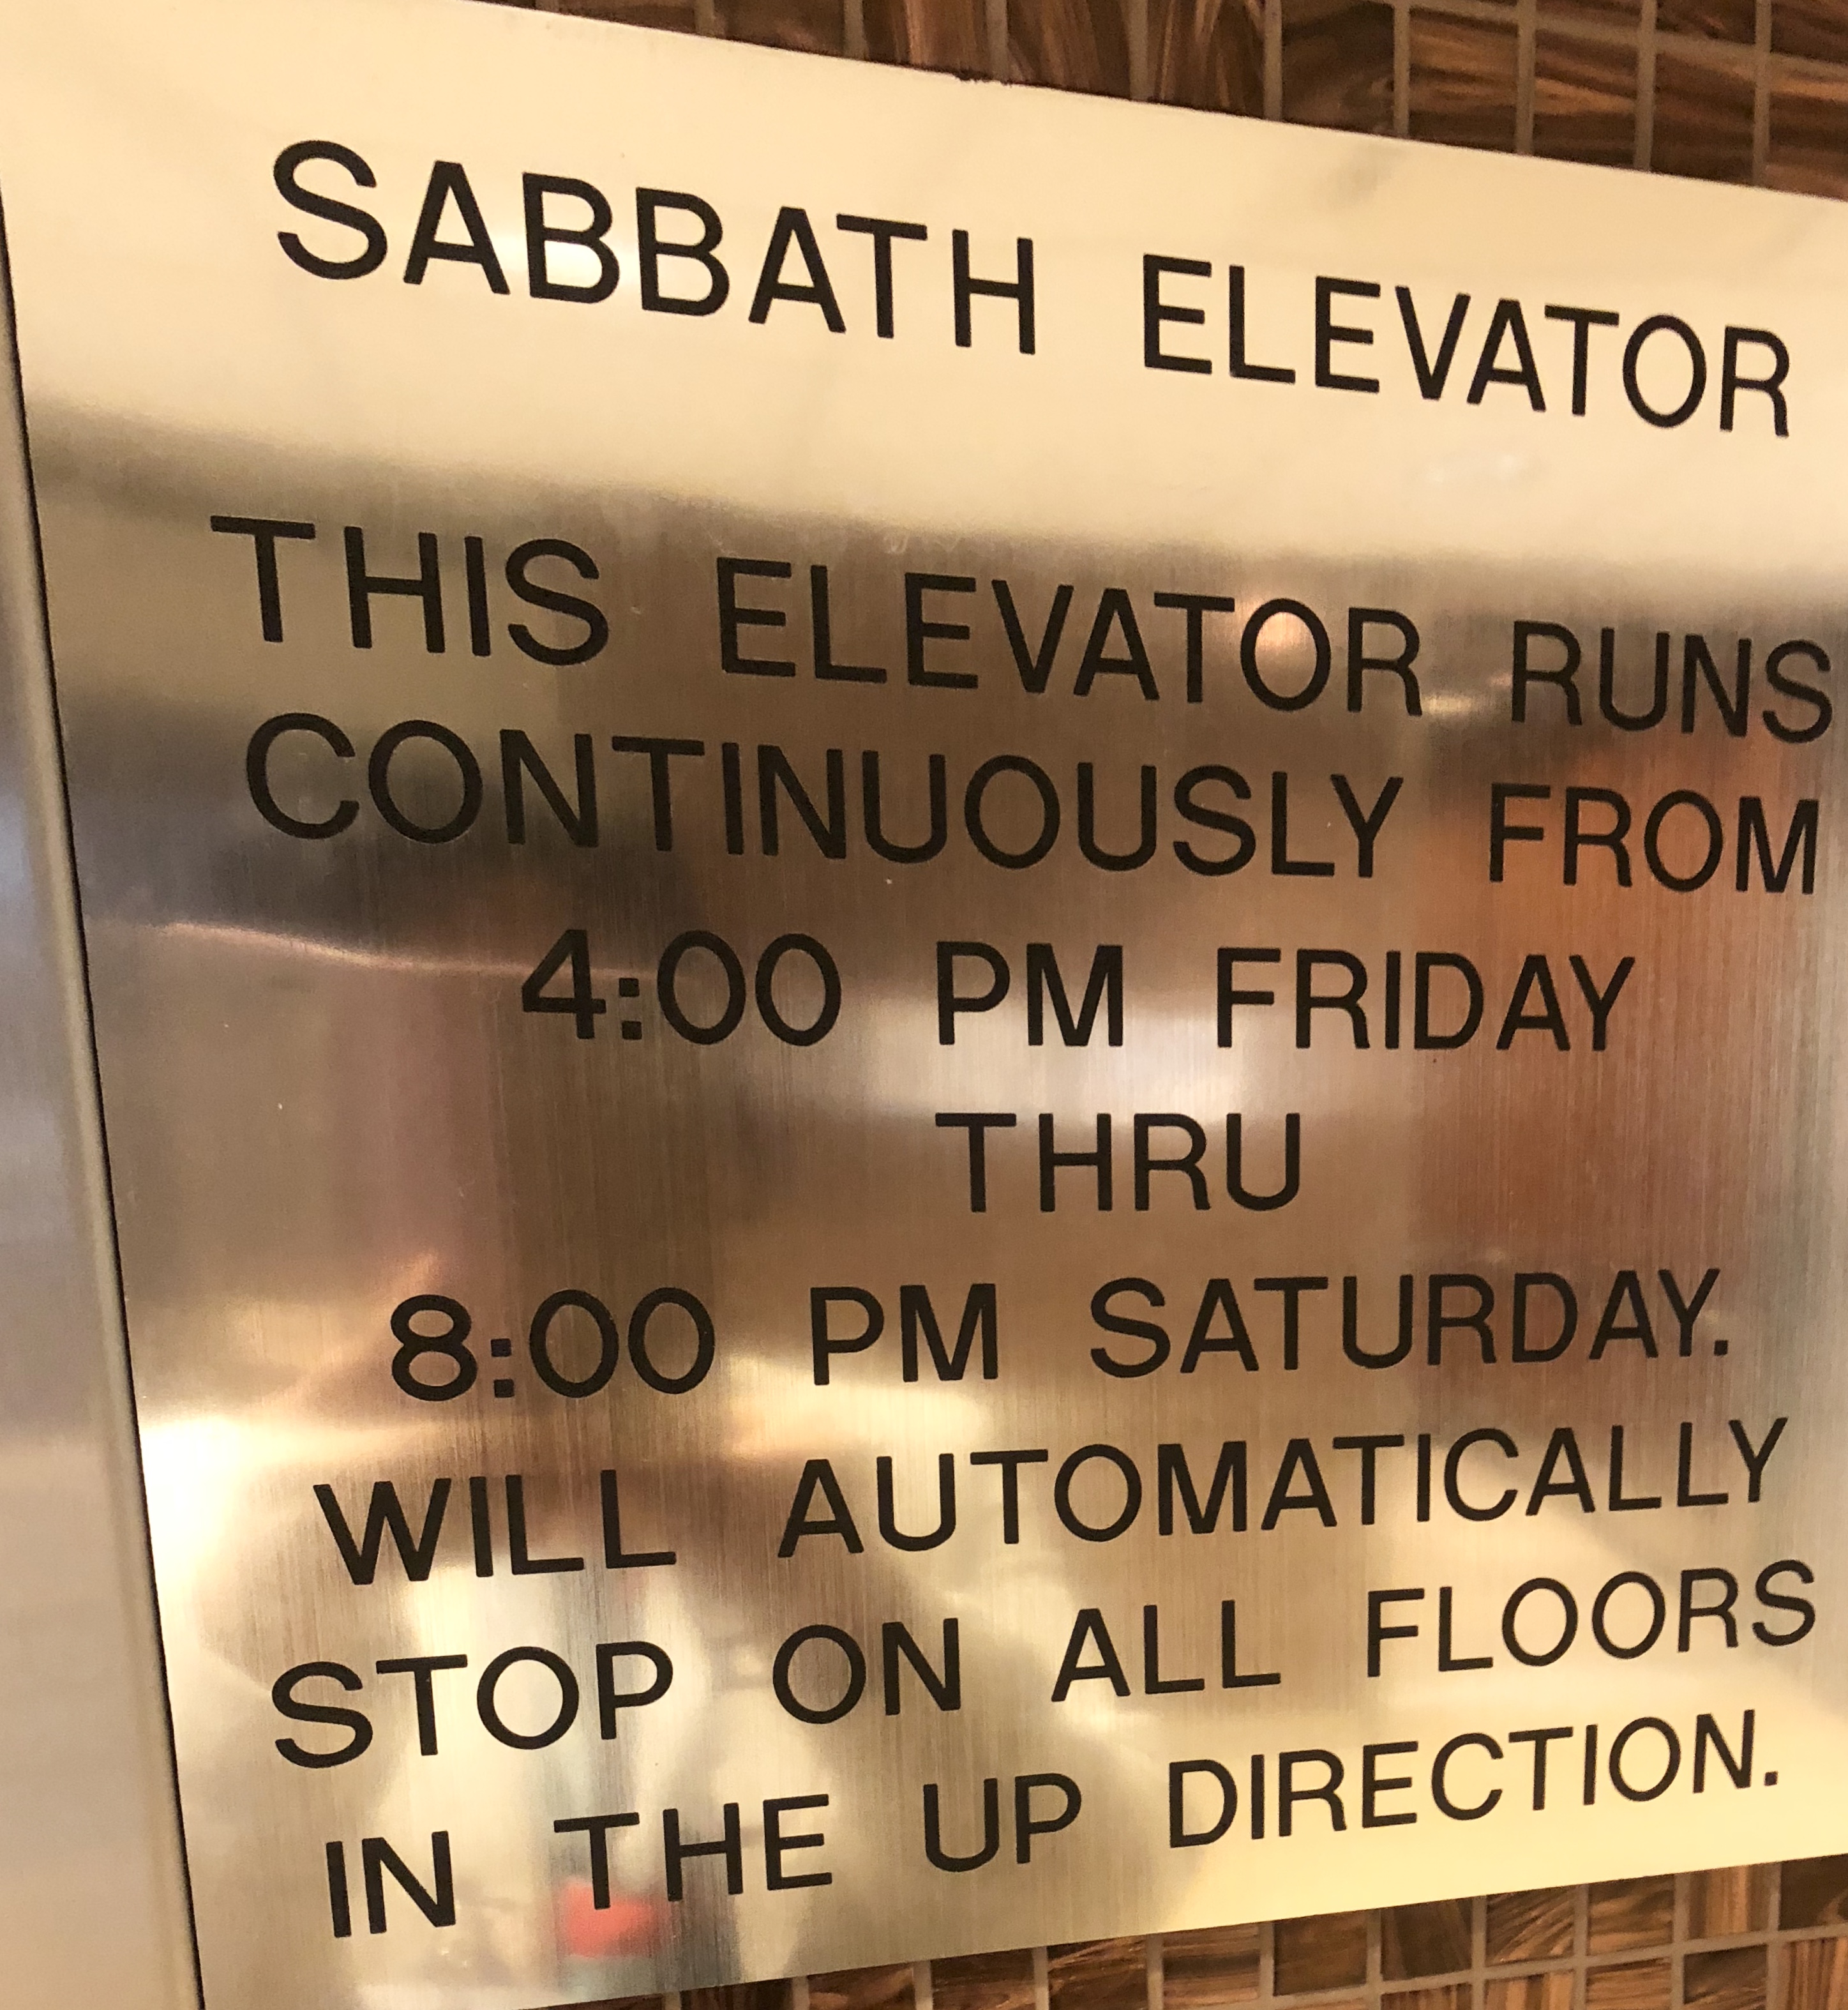 SABBATH ELEVATOR
THIS ELEVATOR RUNS
CONTINUOUSLY FROM
4:00 PM FRIDAY
THRU
8:00 PM SATURDAY.
WILL AUTOMATICALLY
STOP ON ALL FLOORS
IN THE UP DIRECTION.